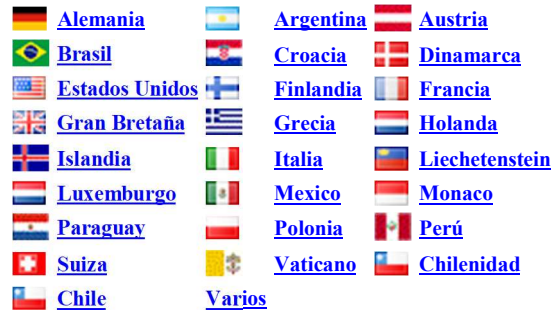 Alemania Argentina Austria
Brasil Croacia Dinamarca
Estados Unidos Finlandia Francia
Gran Bretaña Grecia Holanda
Islandia Italia Liechetenstein
Luxemburgo Mexico Monaco
Paraguay Polonia Perú
Suiza Vaticano Chilenidad
Chile Varios